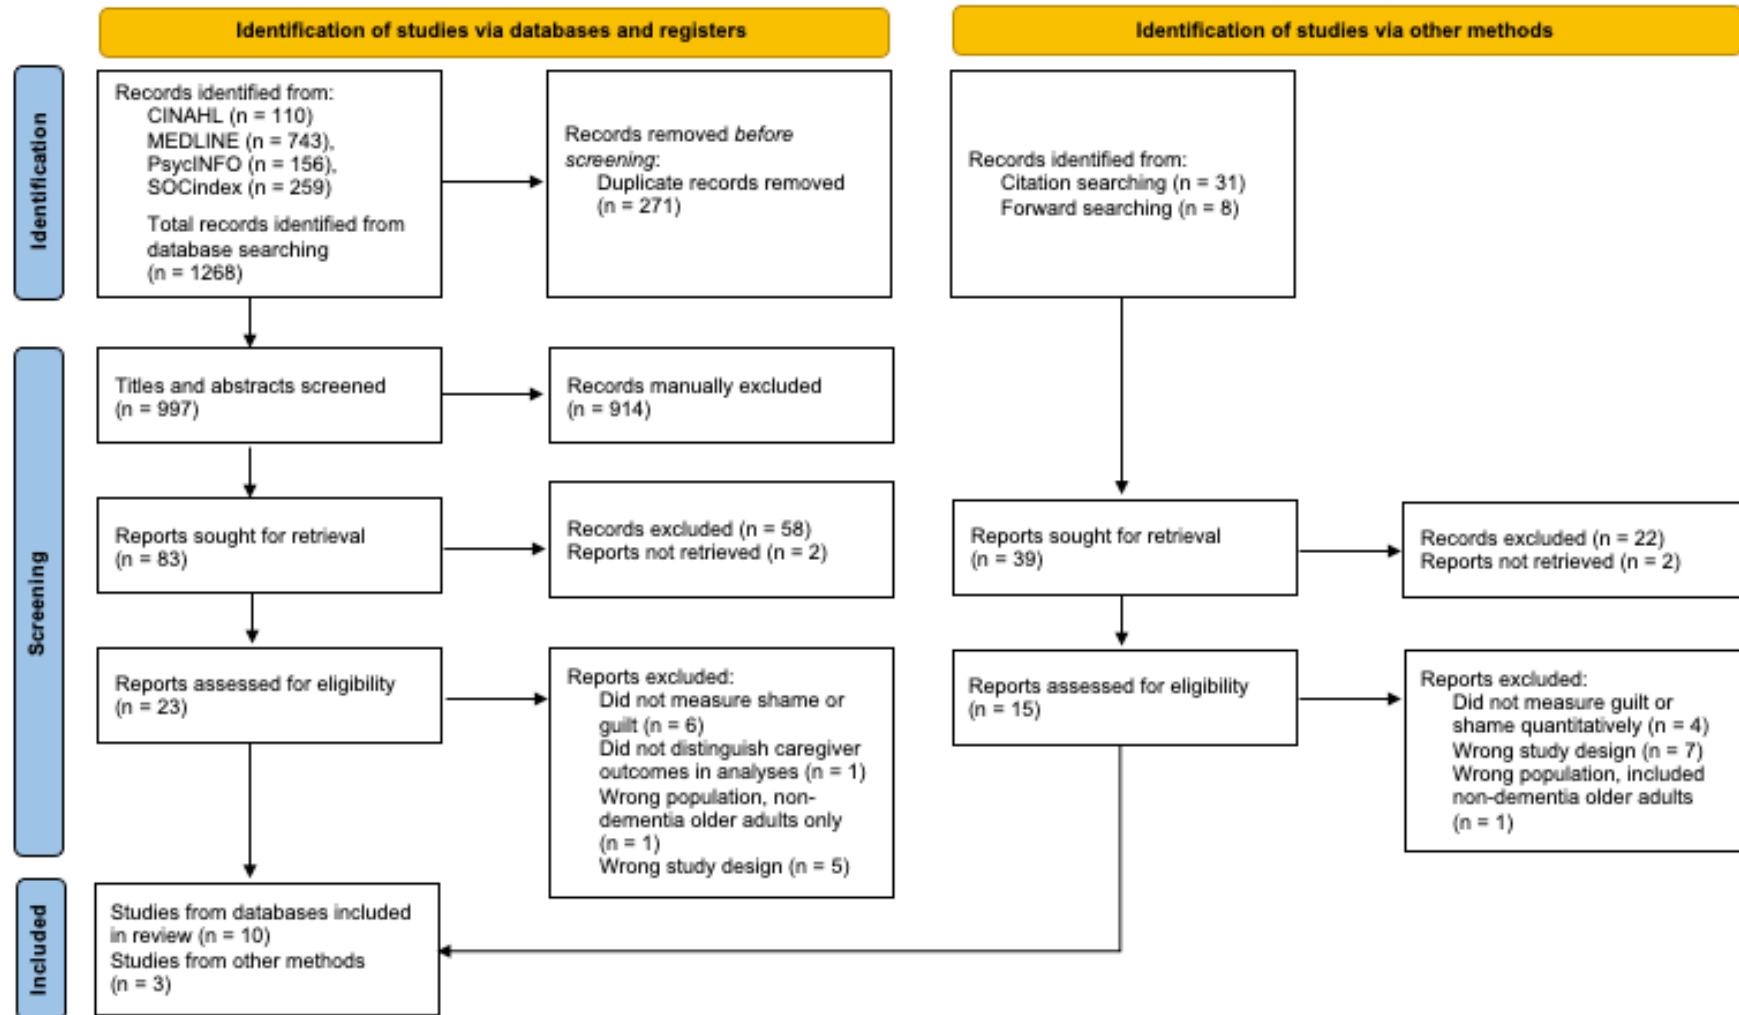 Identification of studies via databases and registers
Identification of studies via other methods
Identification
Records identified from:
CINAHL (n = 110)
MEDLINE (n = 743),
PsycINFO (n = 156),
SOCindex (n = 259)
Total records identified from
database searching
(n = 1268)
Records removed before
screening:
Duplicate records removed
(n = 271)
Records identified from:
Citation searching (n = 31)
Forward searching (n = 8)
Screening
Titles and abstracts screened
(n = 997)
Records manually excluded
(n = 914)
Reports sought for retrieval
(n = 83)
Records excluded (n = 58)
Reports not retrieved (n = 2)
Reports sought for retrieval
(n = 39)
Records excluded (n = 22)
Reports not retrieved (n = 2)
Reports assessed for eligibility
(n = 23)
Reports excluded:
Did not measure shame or
guilt (n = 6)
Did not distinguish caregiver
outcomes in analyses (n = 1)
Wrong population, non-
dementia older adults only
(n = 1)
Wrong study design (n = 5)
Reports assessed for eligibility
(n = 15)
Reports excluded:
Did not measure guilt or
shame quantitatively (n = 4)
Wrong study design (n = 7)
Wrong population, included
non-dementia older adults
(n = 1)
Included
Studies from databases included
in review (n = 10)
Studies from other methods
(n = 3)